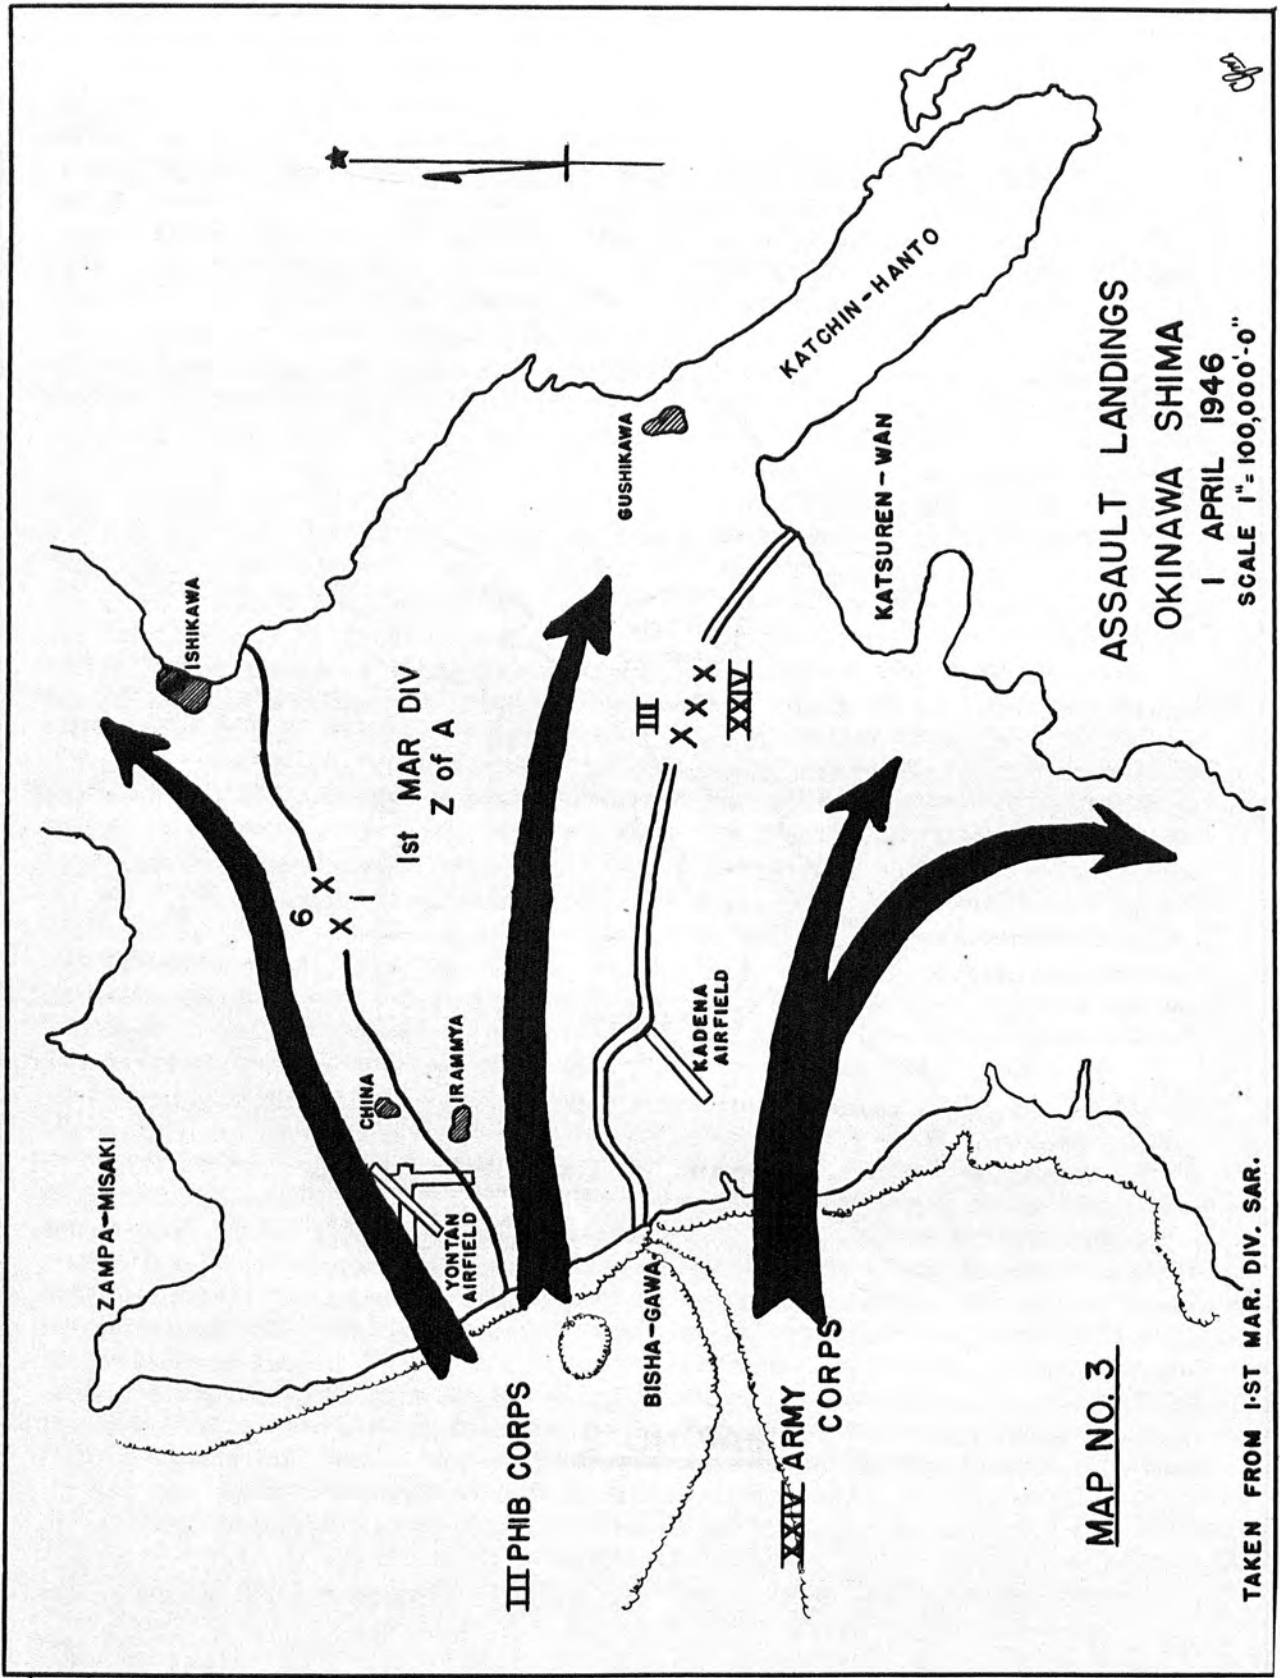 ZAMPA-MISAKI
ISHIKAWA
6
X X
1
CHINA
1st MAR DIV
Z of A
IRAMMYA
YONTAN
AIRFIELD
III PHIB CORPS
GUSHIKAWA
BISHA-GAWA
III
X X X
XXIV
KADENA
AIRFIELD
XXIV ARMY
CORPS
KATCHIN-HANTO
KATSUREN-WAN
MAP NO. 3
ASSAULT LANDINGS
OKINAWA SHIMA
1 APRIL 1946
SCALE 1"=100,000'-0"
TAKEN FROM 1-ST MAR. DIV. SAR.